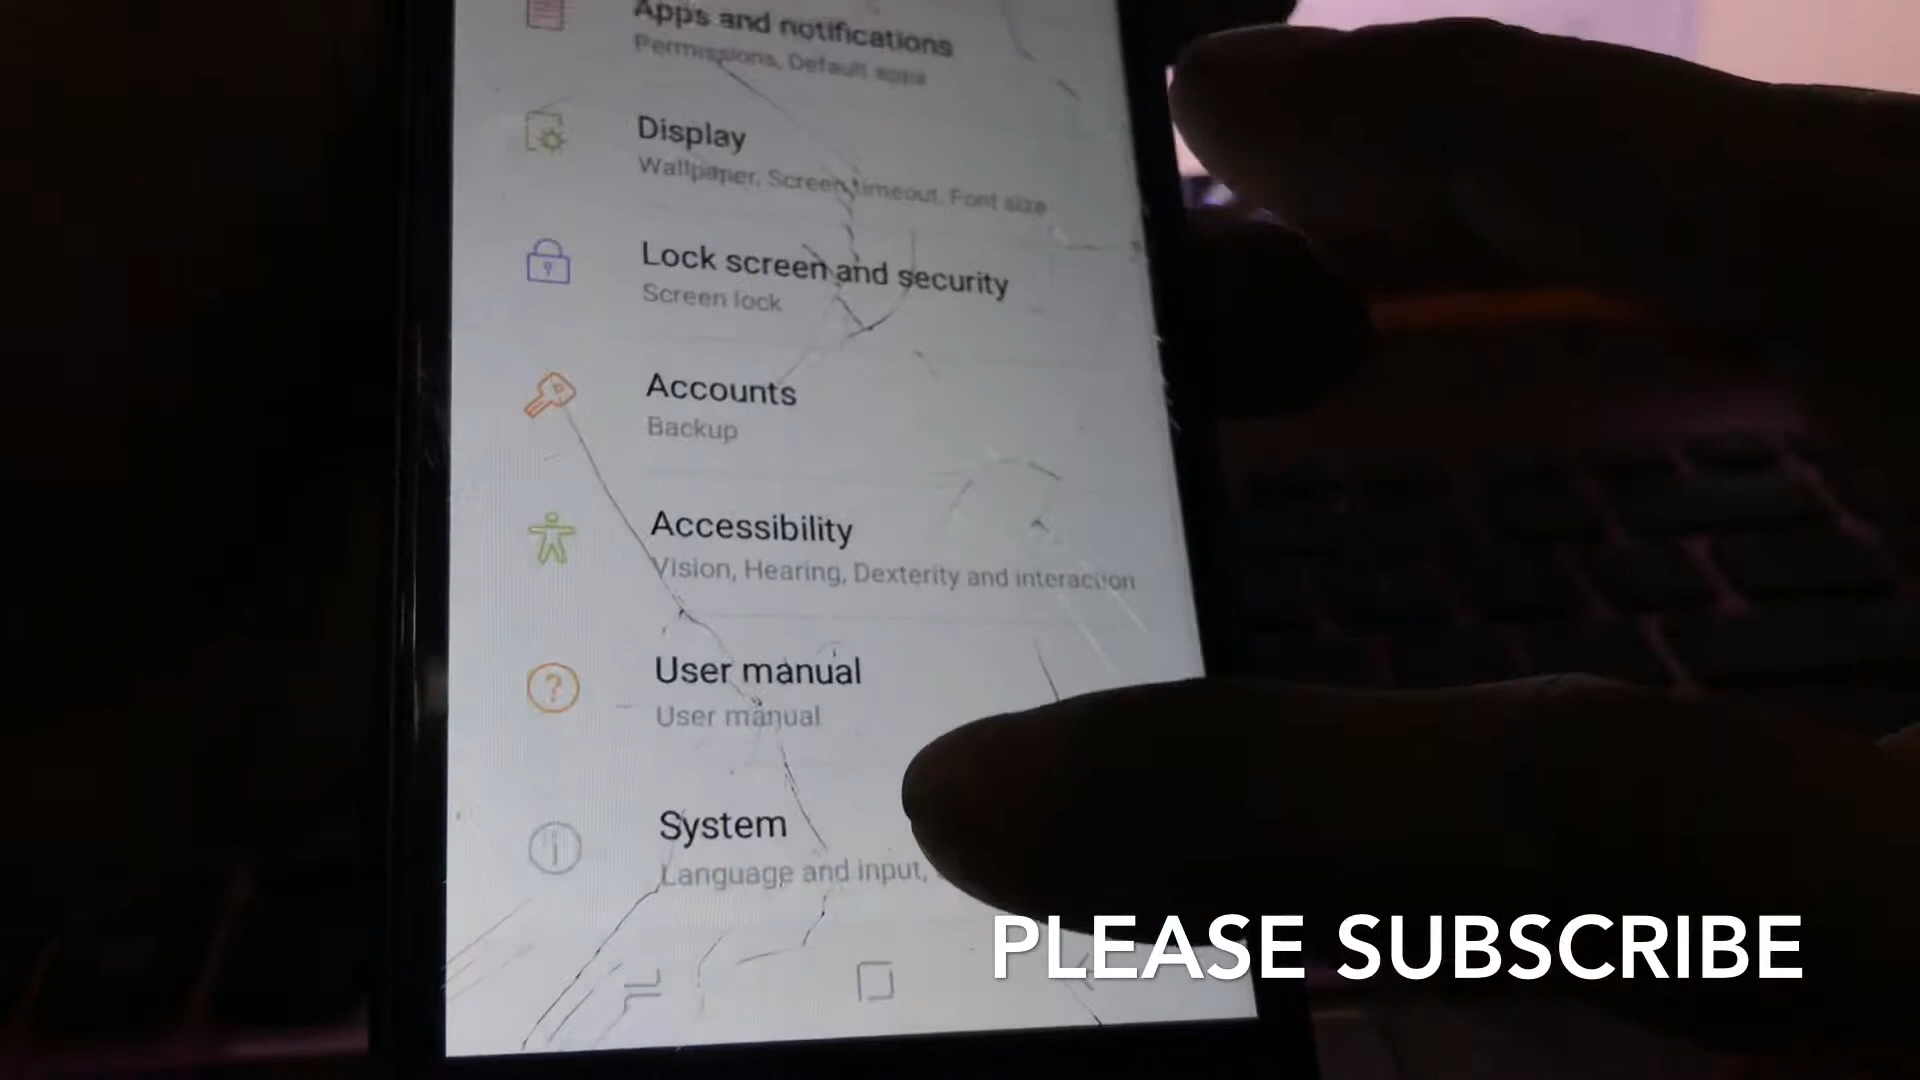 Apps and notifications
Permissions, Default apps
Display
Wallpaper, Screen timeout, Font size
Lock screen and security
Screen lock
Accounts
Backup
Accessibility
Vision, Hearing, Dexterity and interaction
User manual
User manual
System
Language and input,
PLEASE SUBSCRIBE